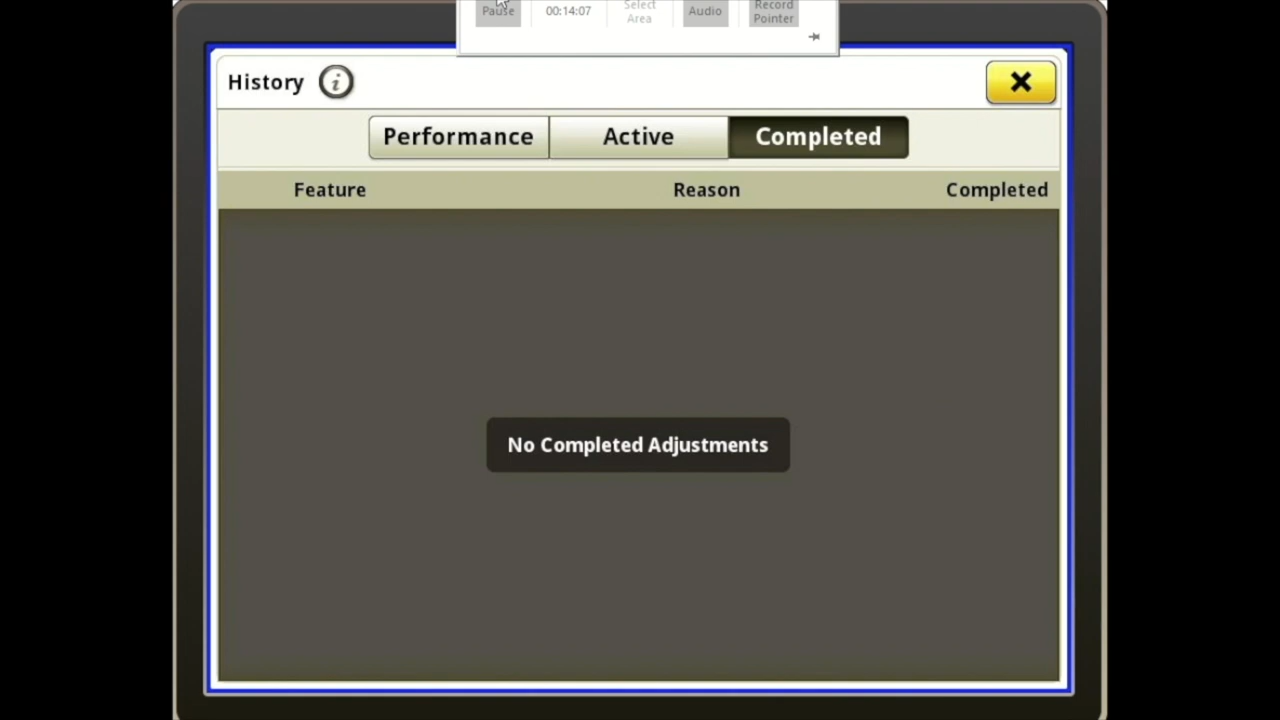 Pause
00:14:07
Select
Area
Audio
Record
Pointer
History i
Performance
Active
Completed
Feature
Reason
Completed
No Completed Adjustments